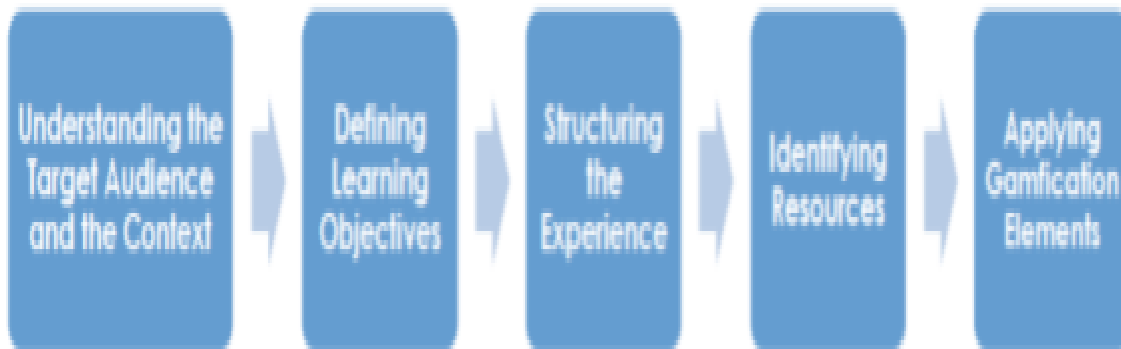 Understanding the
Target Audience
and the Context
Defining
Learning
Objectives
Structuring
the
Experience
Identifying
Resources
Applying
Gamfication
Elements